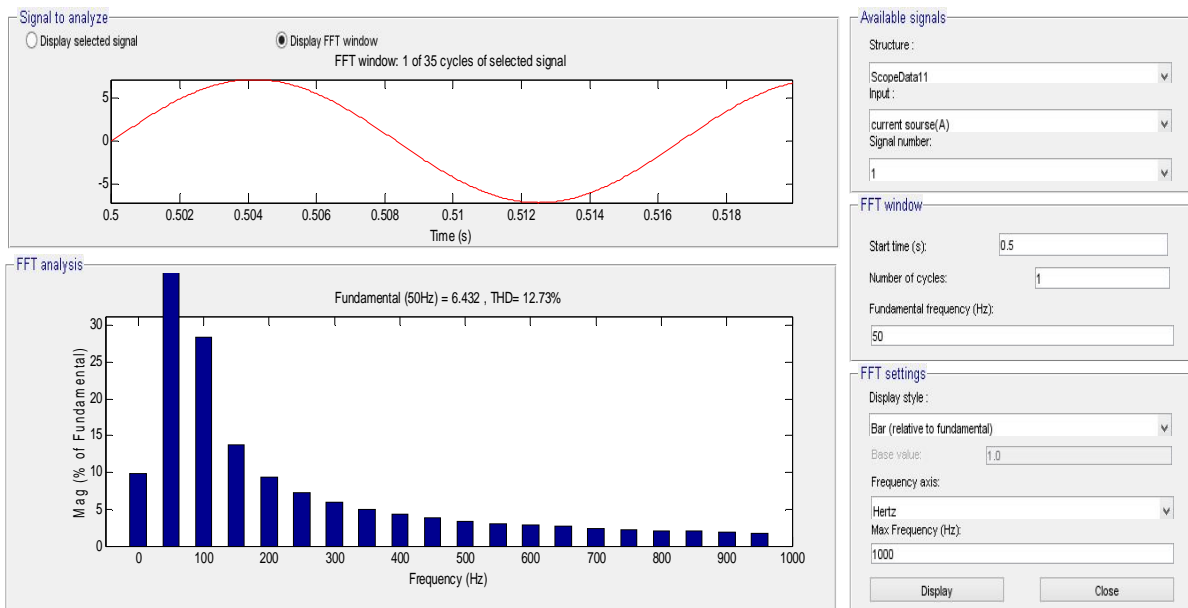 Signal to analyze
Display selected signal
Display FFT window
FFT window: 1 of 35 cycles of selected signal
5
0
-5
0.5 0.502 0.504 0.506 0.508 0.51 0.512 0.514 0.516 0.518
Time (s)
FFT analysis
Fundamental (50Hz) = 6.432 , THD= 12.73%
Mag (% of Fundamental)
30
25
20
15
10
5
0
0 100 200 300 400 500 600 700 800 900 1000
Frequency (Hz)
Available signals
Structure :
ScopeData11
Input :
current sourse(A)
Signal number:
1
FFT window
Start time (s):
0.5
Number of cycles:
1
Fundamental frequency (Hz):
50
FFT settings
Display style :
Bar (relative to fundamental)
Base value:
1.0
Frequency axis:
Hertz
Max Frequency (Hz):
1000
Display
Close